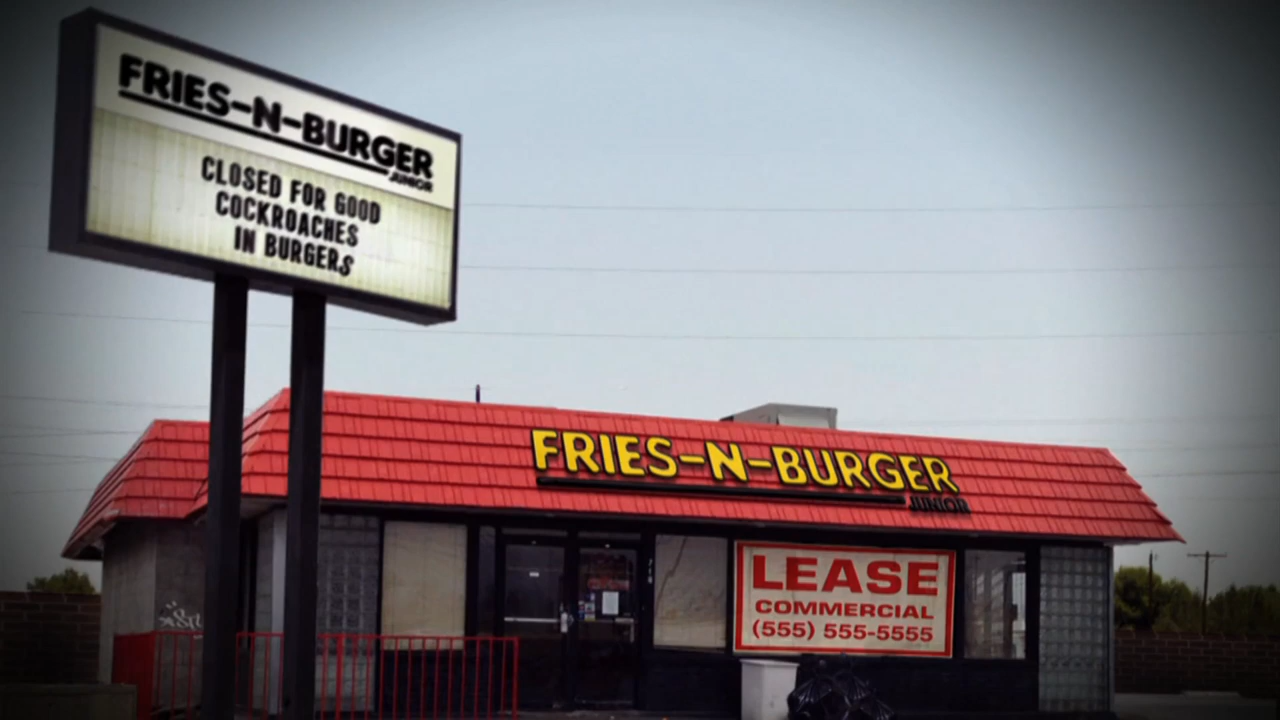 FRIES-N-BURGER
JUNIOR
CLOSED FOR GOOD
COCKROACHES
IN BURGERS
FRIES-N-BURGER
JUNIOR
LEASE
COMMERCIAL
(555) 555-5555